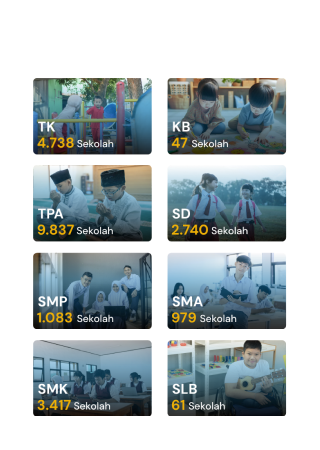 TK
4.738 Sekolah
KB
47 Sekolah
TPA
9.837 Sekolah
SD
2.740 Sekolah
SMP
1.083 Sekolah
SMA
979 Sekolah
SMK
3.417 Sekolah
SLB
61 Sekolah